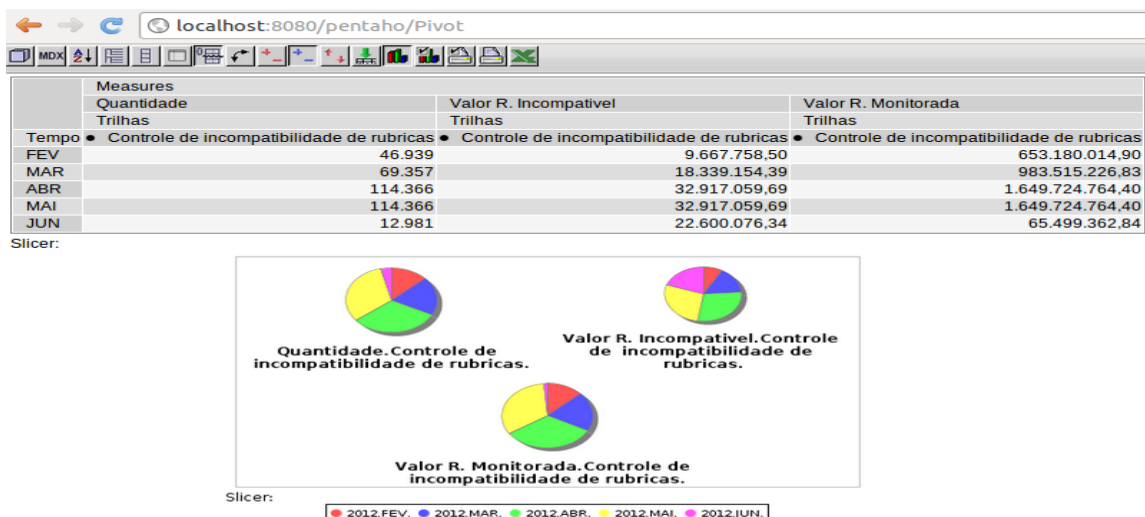 localhost:8080/pentaho/Pivot
MDX
Measures
Quantidade Valor R. Incompativel Valor R. Monitorada
Trilhas Trilhas Trilhas
Tempo ● Controle de incompatibilidade de rubricas ● Controle de incompatibilidade de rubricas ● Controle de incompatibilidade de rubricas
FEV 46.939 9.667.758,50 653.180.014,90
MAR 69.357 18.339.154,39 983.515.226,83
ABR 114.366 32.917.059,69 1.649.724.764,40
MAI 114.366 32.917.059,69 1.649.724.764,40
JUN 12.981 22.600.076,34 65.499.362,84
Slicer:
Quantidade.Controle de
incompatibilidade de rubricas.
Valor R. Incompativel.Controle
de incompatibilidade de
rubricas.
Valor R. Monitorada.Controle de
incompatibilidade de rubricas.
Slicer:
2012.FEV. 2012.MAR. 2012.ABR. 2012.MAI. 2012.JUN.